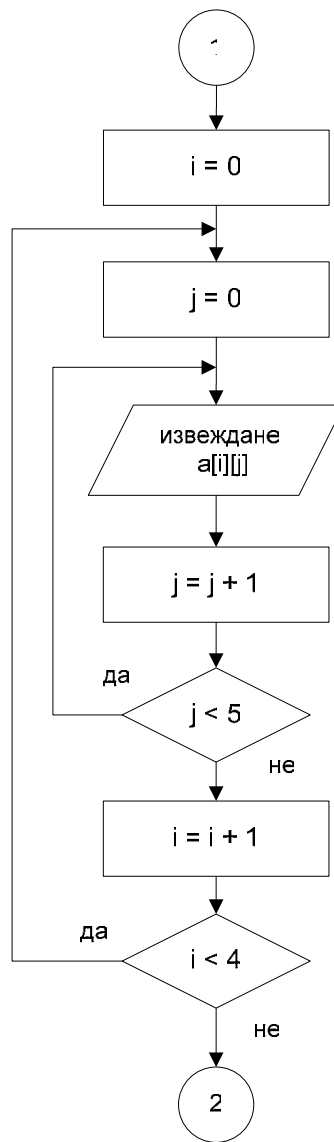 1
i = 0
j = 0
извеждане
a[i][j]
j = j + 1
да
j < 5
не
i = i + 1
да
i < 4
не
2